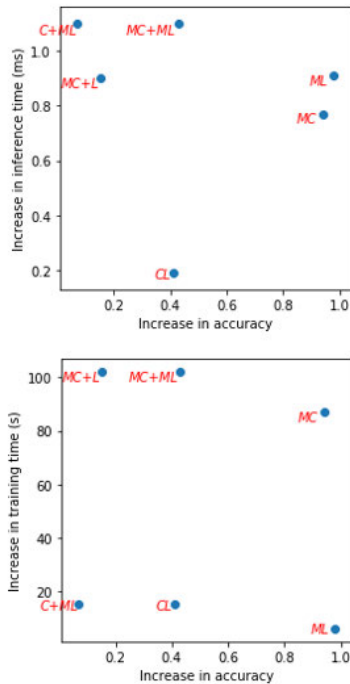 C+ML
MC+ML
1.0
MC+L
ML
0.8
MC
0.6
0.4
0.2
CL
0.2
0.4
0.6
0.8
1.0
Increase in inference time (ms)
Increase in accuracy
100
MC+L
MC+ML
MC
80
60
40
20
C+ML
CL
ML
0.2
0.4
0.6
0.8
1.0
Increase in training time (s)
Increase in accuracy